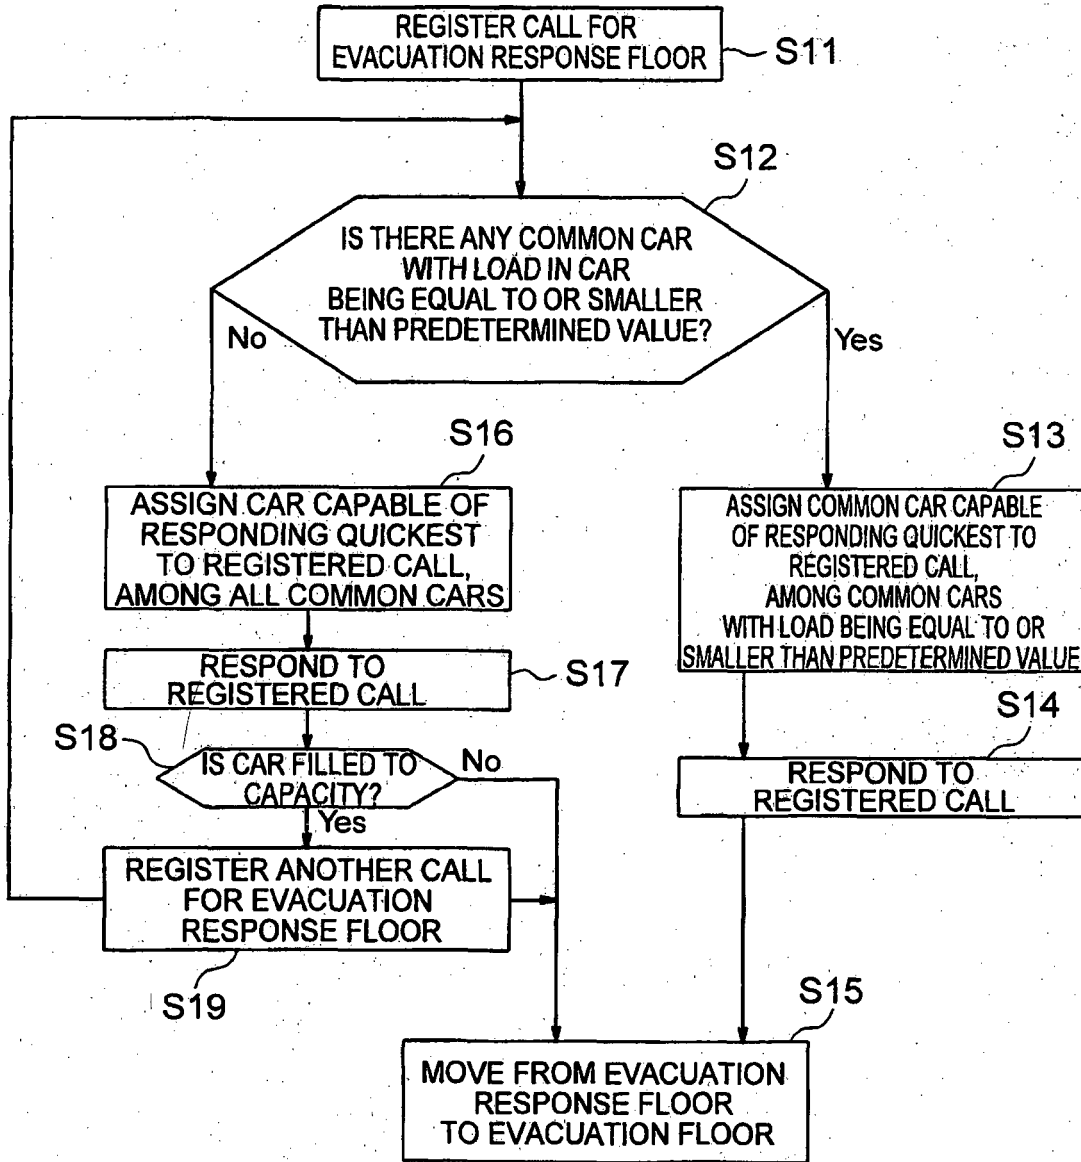 REGISTER CALL FOR
EVACUATION RESPONSE FLOOR
S11
S12
IS THERE ANY COMMON CAR
WITH LOAD IN CAR
BEING EQUAL TO OR SMALLER
THAN PREDETERMINED VALUE?
No
Yes
S16
ASSIGN CAR CAPABLE OF
RESPONDING QUICKEST
TO REGISTERED CALL,
AMONG ALL COMMON CARS
S13
ASSIGN COMMON CAR CAPABLE
OF RESPONDING QUICKEST TO
REGISTERED CALL,
AMONG COMMON CARS
WITH LOAD BEING EQUAL TO OR
SMALLER THAN PREDETERMINED VALUE
RESPOND TO
REGISTERED CALL
S17
S14
RESPOND TO
REGISTERED CALL
S18
IS CAR FILLED TO
CAPACITY?
No
Yes
REGISTER ANOTHER CALL
FOR EVACUATION
RESPONSE FLOOR
S19
S15
MOVE FROM EVACUATION
RESPONSE FLOOR
TO EVACUATION FLOOR